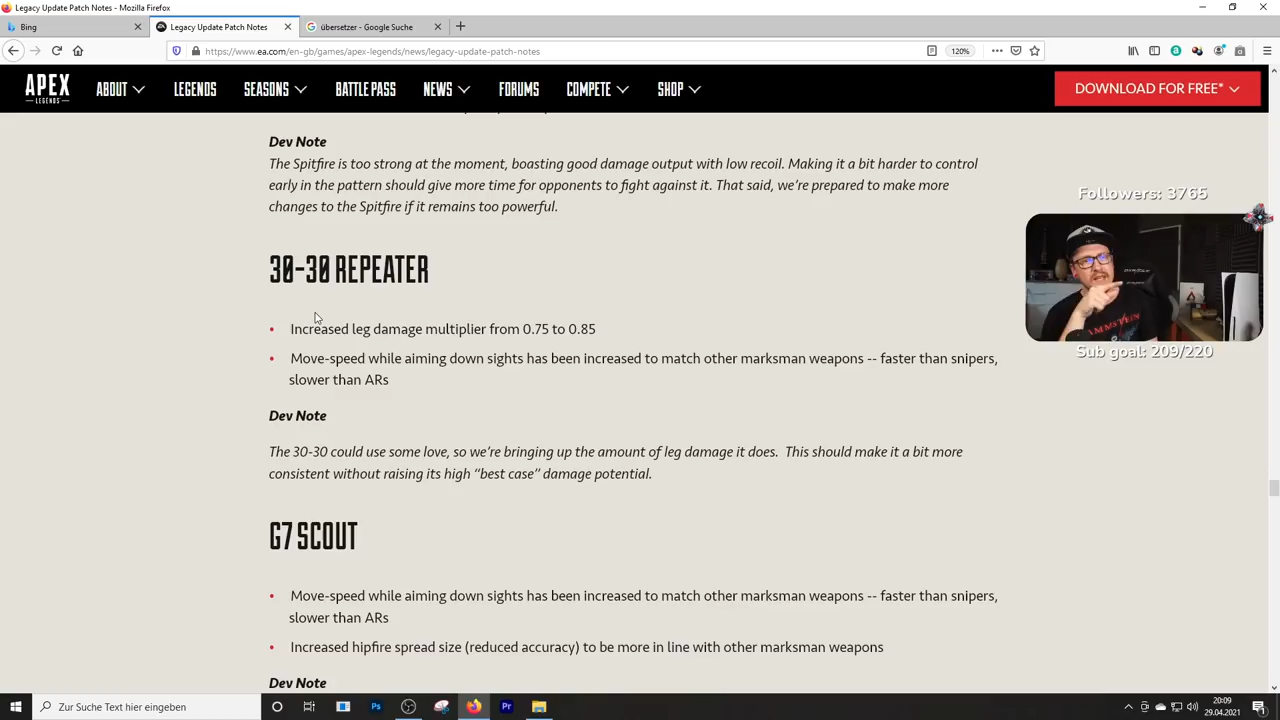 Legacy Update Patch Notes - Mozilla Firefox
Bing
Legacy Update Patch Notes
übersetzer - Google Suche
https://www.ea.com/en-gb/games/apex-legends/news/legacy-update-patch-notes
120%
APEX
LEGENDS
ABOUT
LEGENDS
SEASONS
BATTLE PASS
NEWS
FORUMS
COMPETE
SHOP
DOWNLOAD FOR FREE*
Dev Note
The Spitfire is too strong at the moment, boasting good damage output with low recoil. Making it a bit harder to control
early in the pattern should give more time for opponents to fight against it. That said, we’re prepared to make more
changes to the Spitfire if it remains too powerful.
Followers: 3765
RAMMSTEIN
Sub goal: 209/220
30-30 REPEATER
• Increased leg damage multiplier from 0.75 to 0.85
• Move-speed while aiming down sights has been increased to match other marksman weapons -- faster than snipers,
slower than ARs
Dev Note
The 30-30 could use some love, so we’re bringing up the amount of leg damage it does.  This should make it a bit more
consistent without raising its high “best case” damage potential.
G7 SCOUT
• Move-speed while aiming down sights has been increased to match other marksman weapons -- faster than snipers,
slower than ARs
• Increased hipfire spread size (reduced accuracy) to be more in line with other marksman weapons
Dev Note
Zur Suche Text hier eingeben
Ps
Pr
20:09
29.04.2021
1